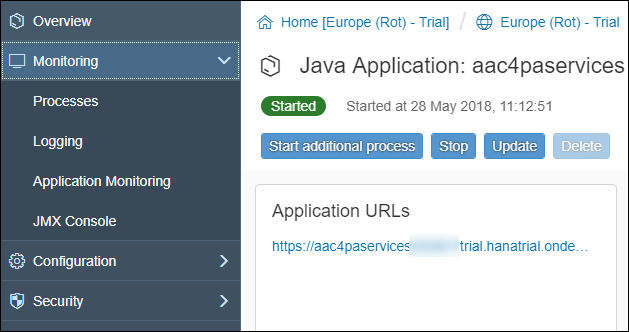 Overview
Monitoring
Processes
Logging
Application Monitoring
JMX Console
Configuration
Security
Home [Europe (Rot) - Trial] / Europe (Rot) - Trial
Java Application: aac4paservices
Started Started at 28 May 2018, 11:12:51
Start additional process Stop Update Delete
Application URLs
https://aac4paservices trial.hanatrial.onde...